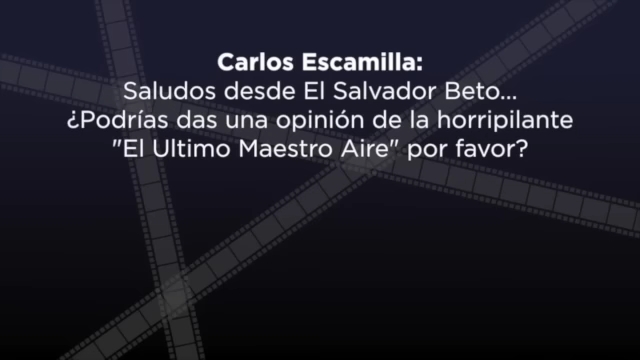 Carlos Escamilla:
Saludos desde El Salvador Beto...
¿Podrías das una opinión de la horripilante
"El Ultimo Maestro Aire" por favor?